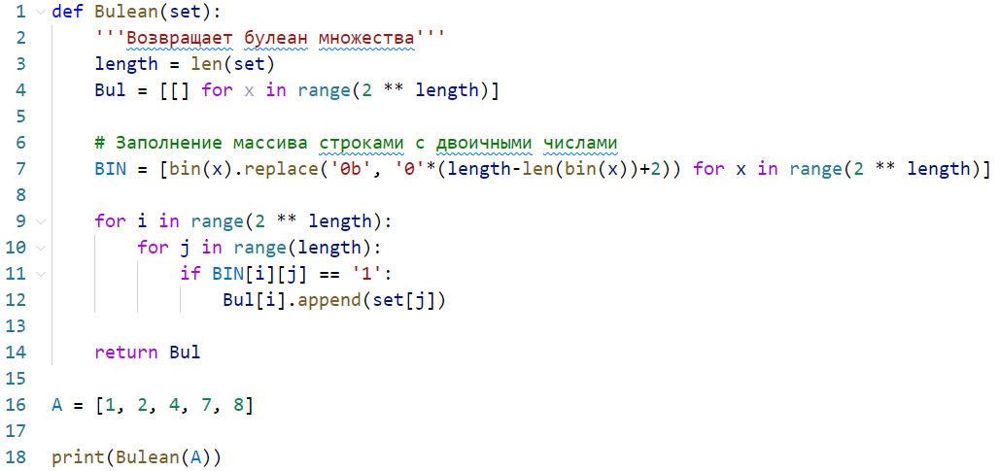 1 def Bulean(set):
2     '''Возвращает булеан множества'''
3     length = len(set)
4     Bul = [[] for x in range(2 ** length)]
5
6     # Заполнение массива строками с двоичными числами
7     BIN = [bin(x).replace('0b', '0'*(length-len(bin(x))+2)) for x in range(2 ** length)]
8
9     for i in range(2 ** length):
10         for j in range(length):
11             if BIN[i][j] == '1':
12                 Bul[i].append(set[j])
13
14     return Bul
15
16 A = [1, 2, 4, 7, 8]
17
18 print(Bulean(A))